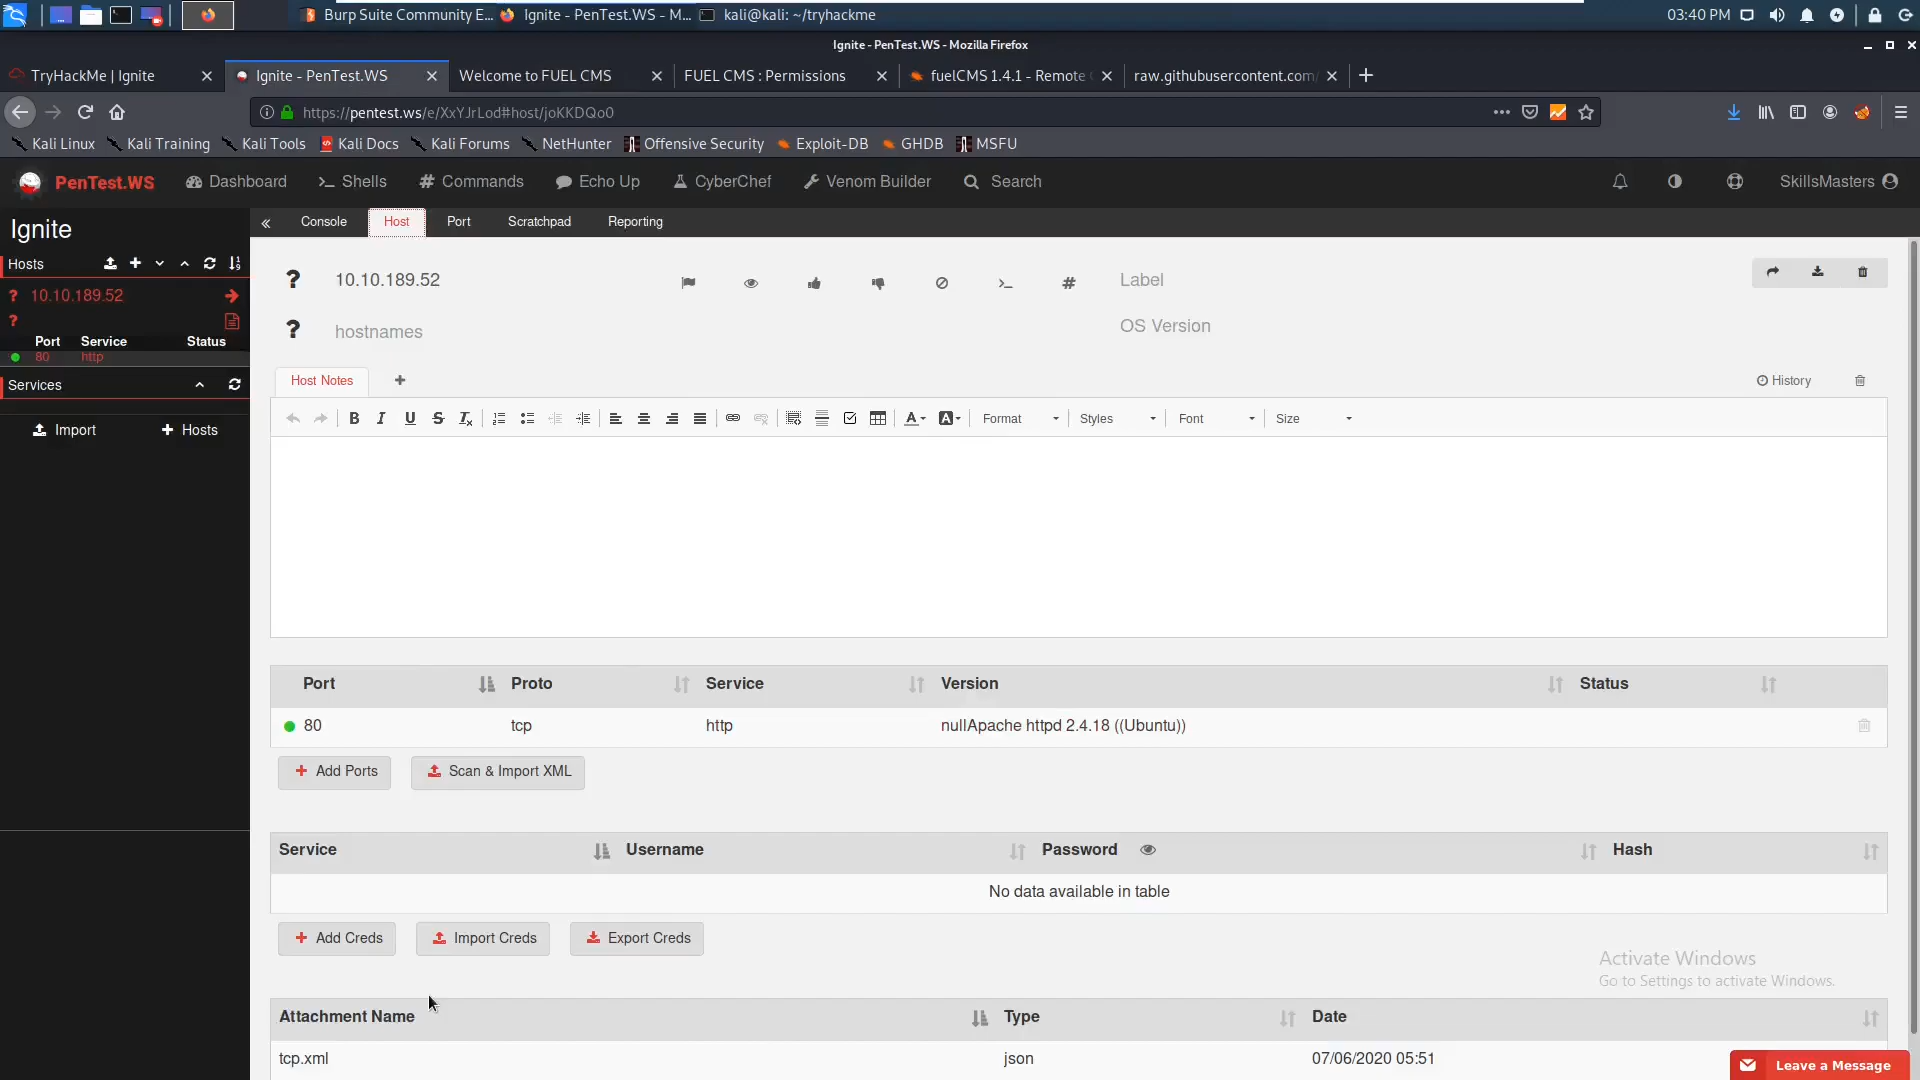 Burp Suite Community E... Ignite - PenTest.WS - M... kali@kali: ~/tryhackme 03:40 PM
Ignite - PenTest.WS - Mozilla Firefox
TryHackMe | Ignite Ignite - PenTest.WS Welcome to FUEL CMS FUEL CMS : Permissions fuelCMS 1.4.1 - Remote raw.githubusercontent.com/
https://pentest.ws/e/XxYJrLod#host/joKKDQo0
Kali Linux Kali Training Kali Tools Kali Docs Kali Forums NetHunter Offensive Security Exploit-DB GHDB MSFU
PenTest.WS Dashboard Shells Commands Echo Up CyberChef Venom Builder Search SkillsMasters
Ignite
Console Host Port Scratchpad Reporting
Hosts
10.10.189.52
Port Service Status
80 http
Services
Import Hosts
10.10.189.52 Label
hostnames OS Version
Host Notes History
Format Styles Font Size
Port Proto Service Version Status
80 tcp http nullApache httpd 2.4.18 ((Ubuntu))
Add Ports Scan & Import XML
Service Username Password Hash
No data available in table
Add Creds Import Creds Export Creds
Activate Windows
Go to Settings to activate Windows.
Attachment Name Type Date
tcp.xml json 07/06/2020 05:51
Leave a Message